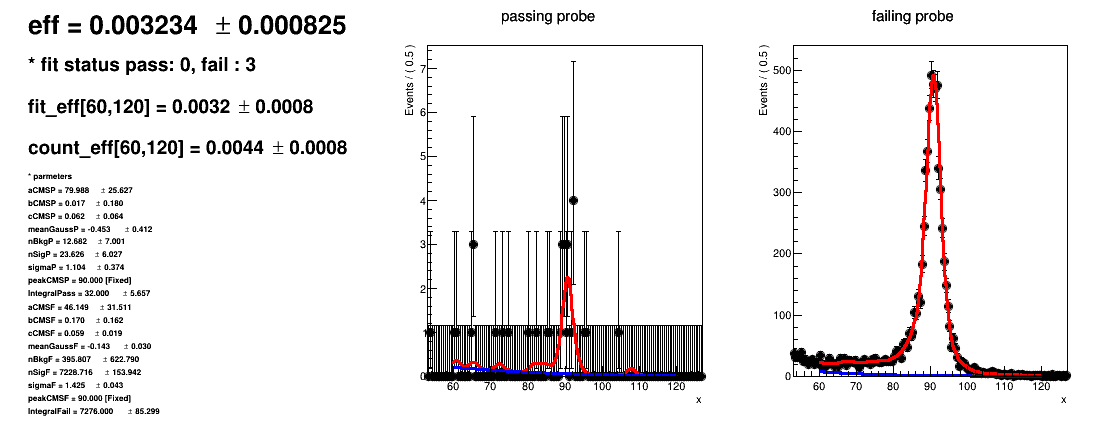 eff = 0.003234 ± 0.000825
* fit status pass: 0, fail : 3
fit_eff[60,120] = 0.0032 ± 0.0008
count_eff[60,120] = 0.0044 ± 0.0008
* parmeters
aCMSP = 79.988 ± 25.627
bCMSP = 0.017 ± 0.180
cCMSP = 0.062 ± 0.064
meanGaussP = -0.453 ± 0.412
nBkgP = 12.682 ± 7.001
nSigP = 23.626 ± 6.027
sigmaP = 1.104 ± 0.374
peakCMSP = 90.000 [Fixed]
IntegralPass = 32.000 ± 5.657
aCMSF = 46.149 ± 31.511
bCMSF = 0.170 ± 0.162
cCMSF = 0.059 ± 0.019
meanGaussF = -0.143 ± 0.030
nBkgF = 395.807 ± 622.790
nSigF = 7228.716 ± 153.942
sigmaF = 1.425 ± 0.043
peakCMSF = 90.000 [Fixed]
IntegralFail = 7276.000 ± 85.299
passing probe
Events / ( 0.5 )
7
6
5
4
3
2
1
0
60 70 80 90 100 110 120
x
failing probe
Events / ( 0.5 )
500
400
300
200
100
0
60 70 80 90 100 110 120
x